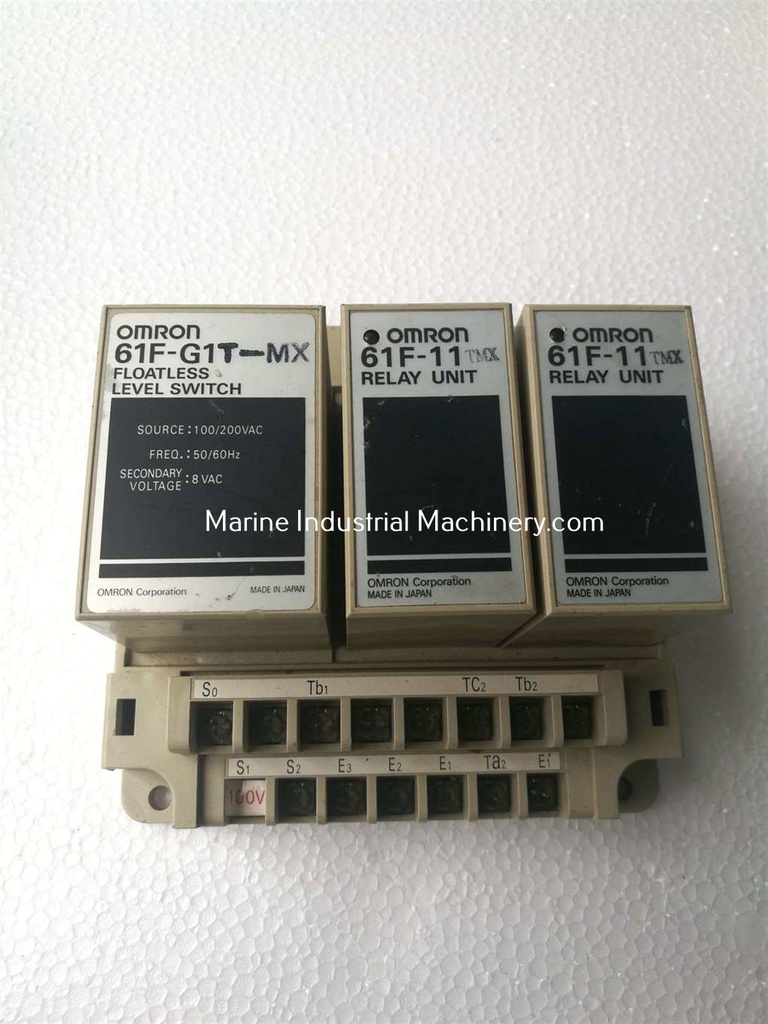 OMRON
61F-G1T-MX
FLOATLESS
LEVEL SWITCH
SOURCE : 100/200VAC
FREQ. : 50/60Hz
SECONDARY
VOLTAGE : 8 VAC
OMRON Corporation MADE IN JAPAN
OMRON
61F-11 TMX
RELAY UNIT
OMRON Corporation
MADE IN JAPAN
OMRON
61F-11 TMX
RELAY UNIT
OMRON Corporation
MADE IN JAPAN
Marine Industrial Machinery.com
S0 Tb1 TC2 Tb2
S1 S2 E3 E2 E1 Ta2 E1'
100V